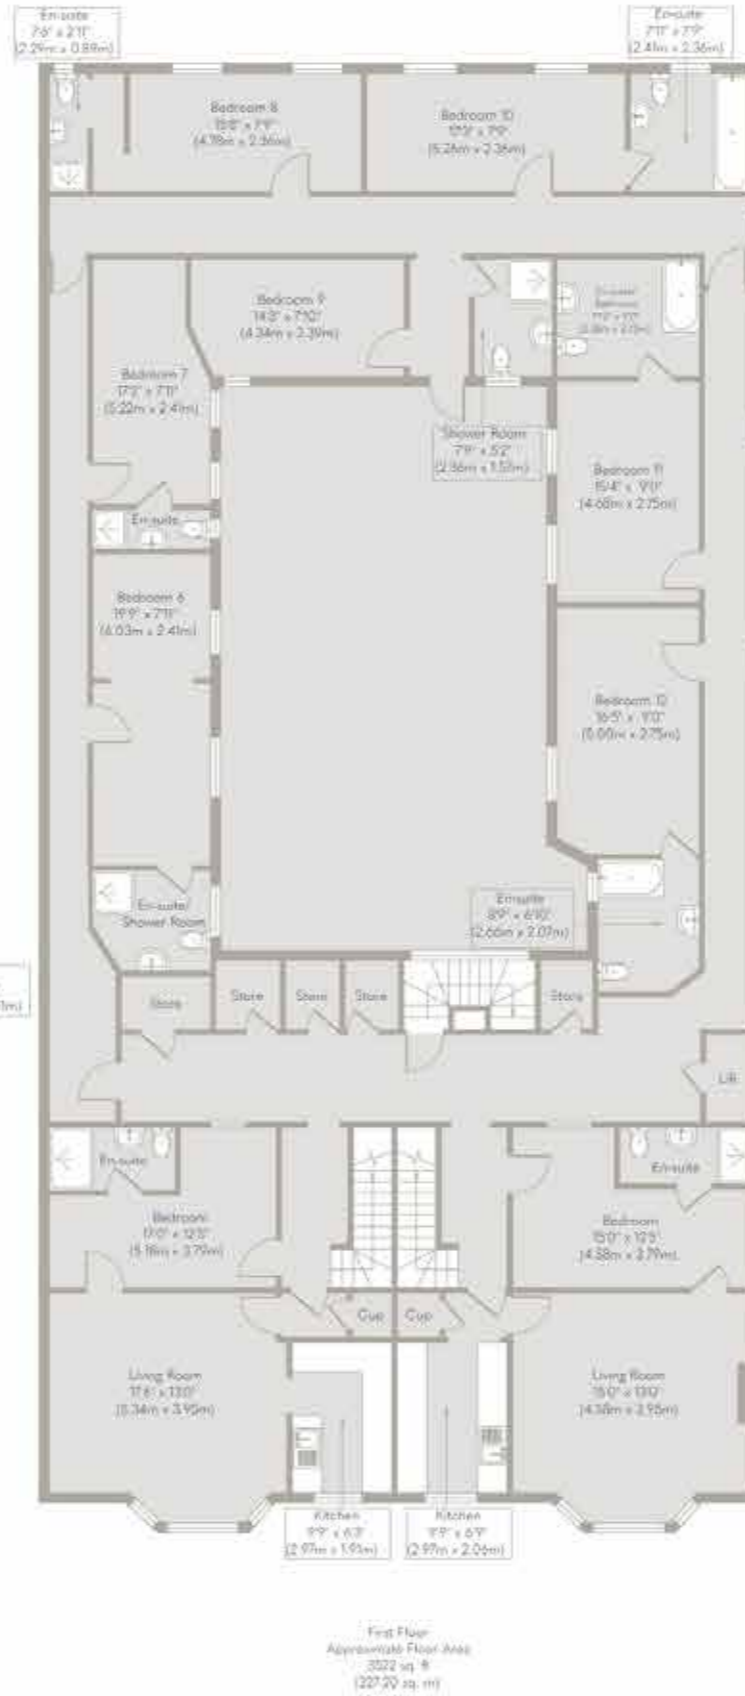 En-suite
7'6" x 2'11"
(2.29m x 0.89m)
En-suite
7'11" x 7'9"
(2.41m x 2.36m)
Bedroom 8
15'8" x 7'9"
(4.78m x 2.36m)
Bedroom 10
17'3" x 7'9"
(5.26m x 2.36m)
Bedroom 9
14'3" x 7'10"
(4.34m x 2.39m)
Bedroom 7
17'2" x 7'11"
(5.22m x 2.41m)
Shower Room
7'9" x 5'2"
(2.36m x 1.57m)
Bedroom 11
15'4" x 9'0"
(4.68m x 2.75m)
En-suite
Bedroom 6
19'9" x 7'11"
(6.03m x 2.41m)
Bedroom 12
16'5" x 9'0"
(5.00m x 2.75m)
En-suite/
Shower Room
En-suite
8'9" x 6'10"
(2.66m x 2.07m)
Store
Store
Store
Store
Store
Lift
En-suite
En-suite
Bedroom
17'0" x 12'5"
(5.18m x 3.79m)
Bedroom
15'0" x 12'5"
(4.58m x 3.79m)
Cup
Cup
Living Room
17'6" x 13'0"
(5.34m x 3.95m)
Living Room
15'0" x 13'0"
(4.58m x 3.95m)
Kitchen
9'9" x 6'3"
(2.97m x 1.91m)
Kitchen
9'9" x 6'9"
(2.97m x 2.06m)
First Floor
Approximate Floor Area
3522 sq. ft
(327.20 sq. m)